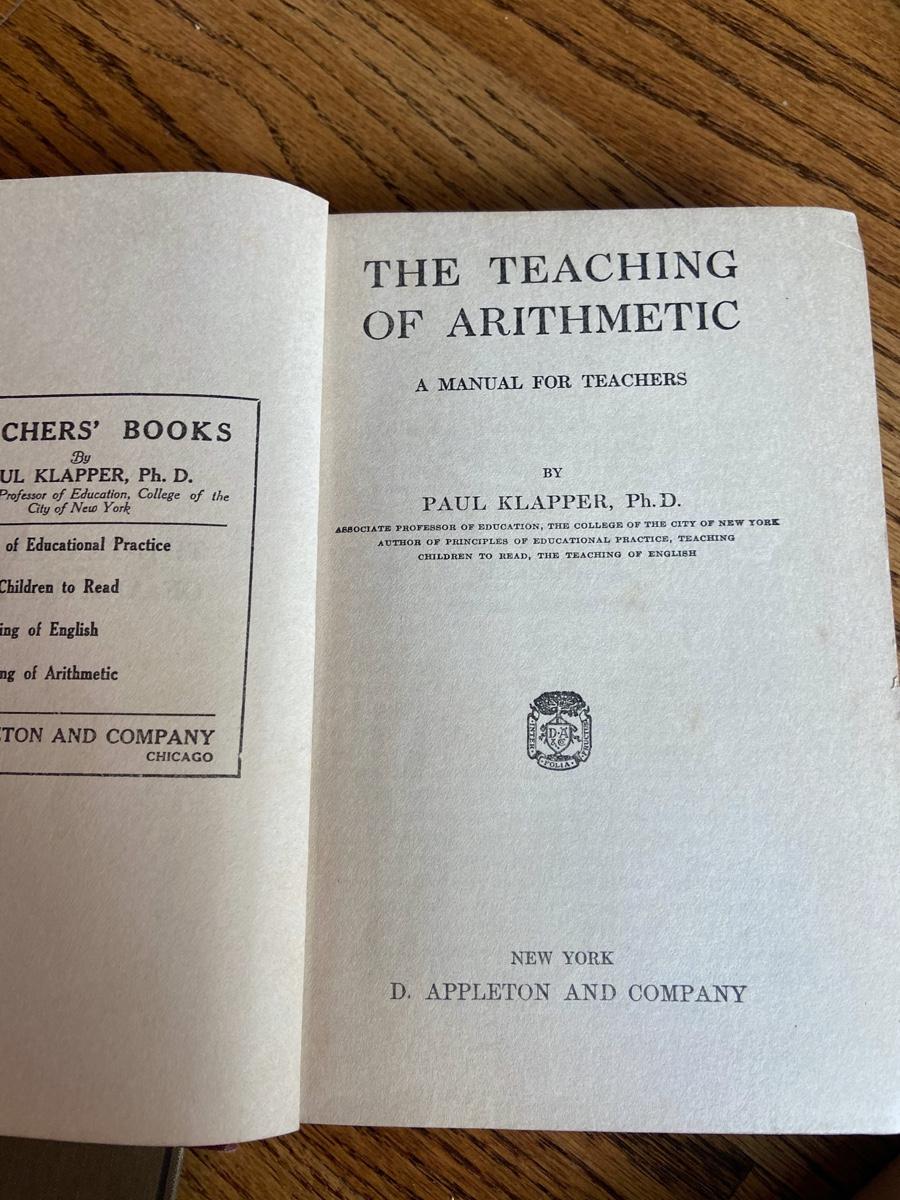 CHERS' BOOKS
By
UL KLAPPER, Ph. D.
Professor of Education, College of the
City of New York
of Educational Practice
Children to Read
ing of English
ng of Arithmetic
TON AND COMPANY
CHICAGO
THE TEACHING
OF ARITHMETIC
A MANUAL FOR TEACHERS
BY
PAUL KLAPPER, Ph.D.
ASSOCIATE PROFESSOR OF EDUCATION, THE COLLEGE OF THE CITY OF NEW YORK
AUTHOR OF PRINCIPLES OF EDUCATIONAL PRACTICE, TEACHING
CHILDREN TO READ, THE TEACHING OF ENGLISH
INTER
D·A
&C
FRUCTUS
FOLIA
NEW YORK
D. APPLETON AND COMPANY